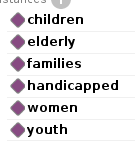 children
elderly
families
handicapped
women
youth